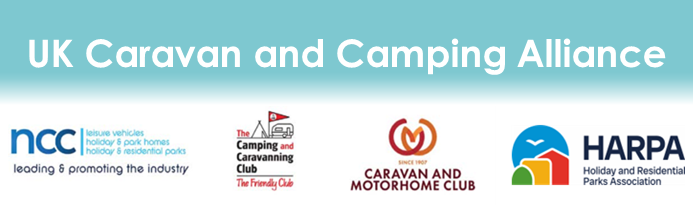 UK Caravan and Camping Alliance
ncc
leisure vehicles
holiday & park homes
holiday & residential parks
leading & promoting the industry
The
Camping and
Caravanning
Club
The Friendly Club
SINCE 1907
CARAVAN AND
MOTORHOME CLUB
HARPA
Holiday and Residential
Parks Association